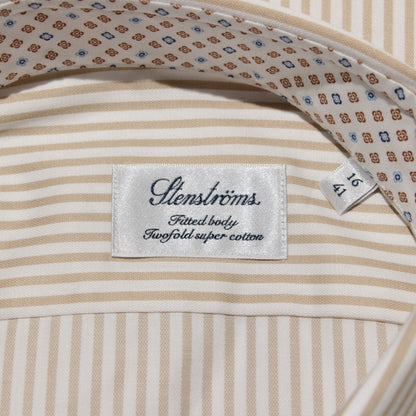 Stenströms
Fitted body
Twofold super cotton
16
41